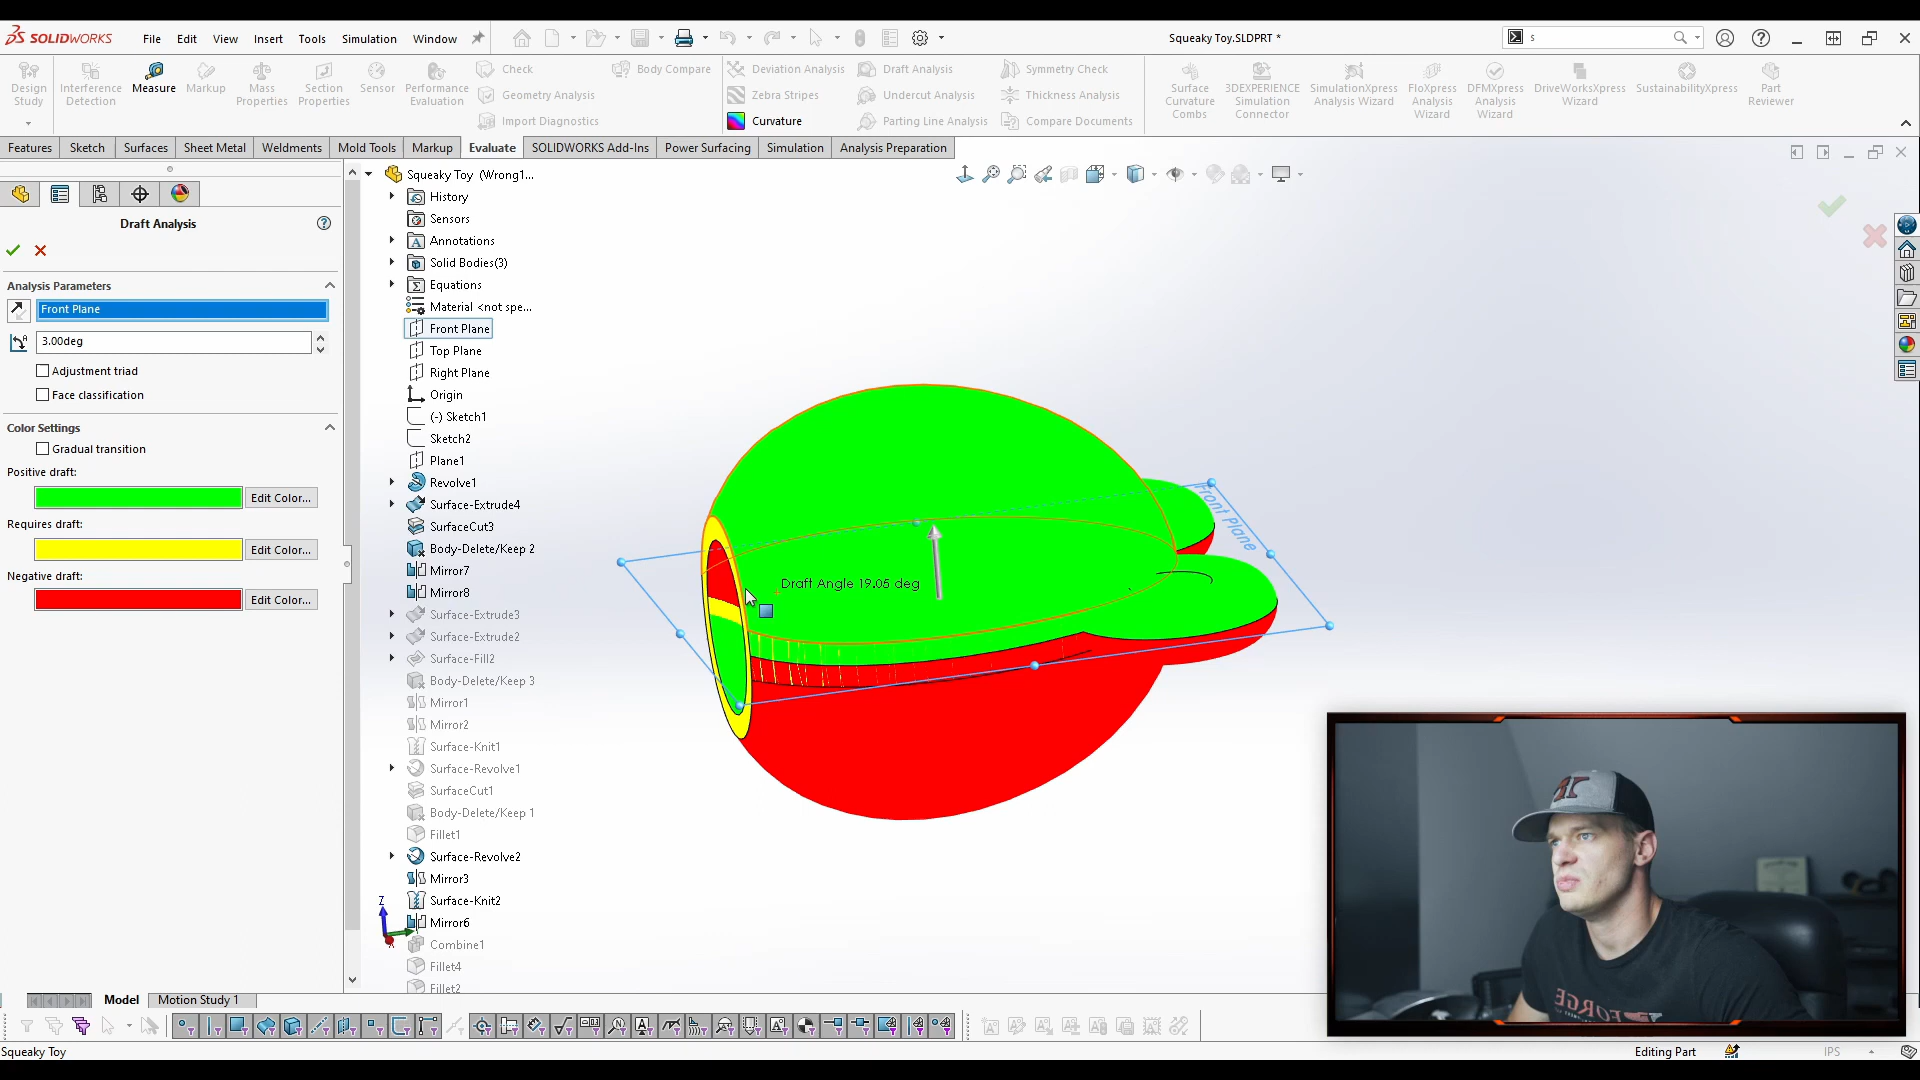 SOLIDWORKS
File Edit View Insert Tools Simulation Window
Squeaky Toy.SLDPRT *
s
Design Study
Interference Detection
Measure
Markup
Mass Properties
Section Properties
Sensor
Performance Evaluation
Check
Geometry Analysis
Import Diagnostics
Body Compare
Deviation Analysis
Zebra Stripes
Curvature
Draft Analysis
Undercut Analysis
Parting Line Analysis
Symmetry Check
Thickness Analysis
Compare Documents
Surface Curvature Combs
3DEXPERIENCE Simulation Connector
SimulationXpress Analysis Wizard
FloXpress Analysis Wizard
DFMXpress Analysis Wizard
DriveWorksXpress Wizard
SustainabilityXpress
Part Reviewer
Features Sketch Surfaces Sheet Metal Weldments Mold Tools Markup Evaluate SOLIDWORKS Add-Ins Power Surfacing Simulation Analysis Preparation
Draft Analysis
Analysis Parameters
Front Plane
3.00deg
Adjustment triad
Face classification
Color Settings
Gradual transition
Positive draft:
Edit Color...
Requires draft:
Edit Color...
Negative draft:
Edit Color...
Squeaky Toy (Wrong1...
History
Sensors
Annotations
Solid Bodies(3)
Equations
Material <not spe...
Front Plane
Top Plane
Right Plane
Origin
(-) Sketch1
Sketch2
Plane1
Revolve1
Surface-Extrude4
SurfaceCut3
Body-Delete/Keep 2
Mirror7
Mirror8
Surface-Extrude3
Surface-Extrude2
Surface-Fill2
Body-Delete/Keep 3
Mirror1
Mirror2
Surface-Knit1
Surface-Revolve1
SurfaceCut1
Body-Delete/Keep 1
Fillet1
Surface-Revolve2
Mirror3
Surface-Knit2
Mirror6
Combine1
Fillet4
Fillet2
Z
Front Plane
Draft Angle 19.05 deg
Model Motion Study 1
Squeaky Toy
Editing Part
IPS